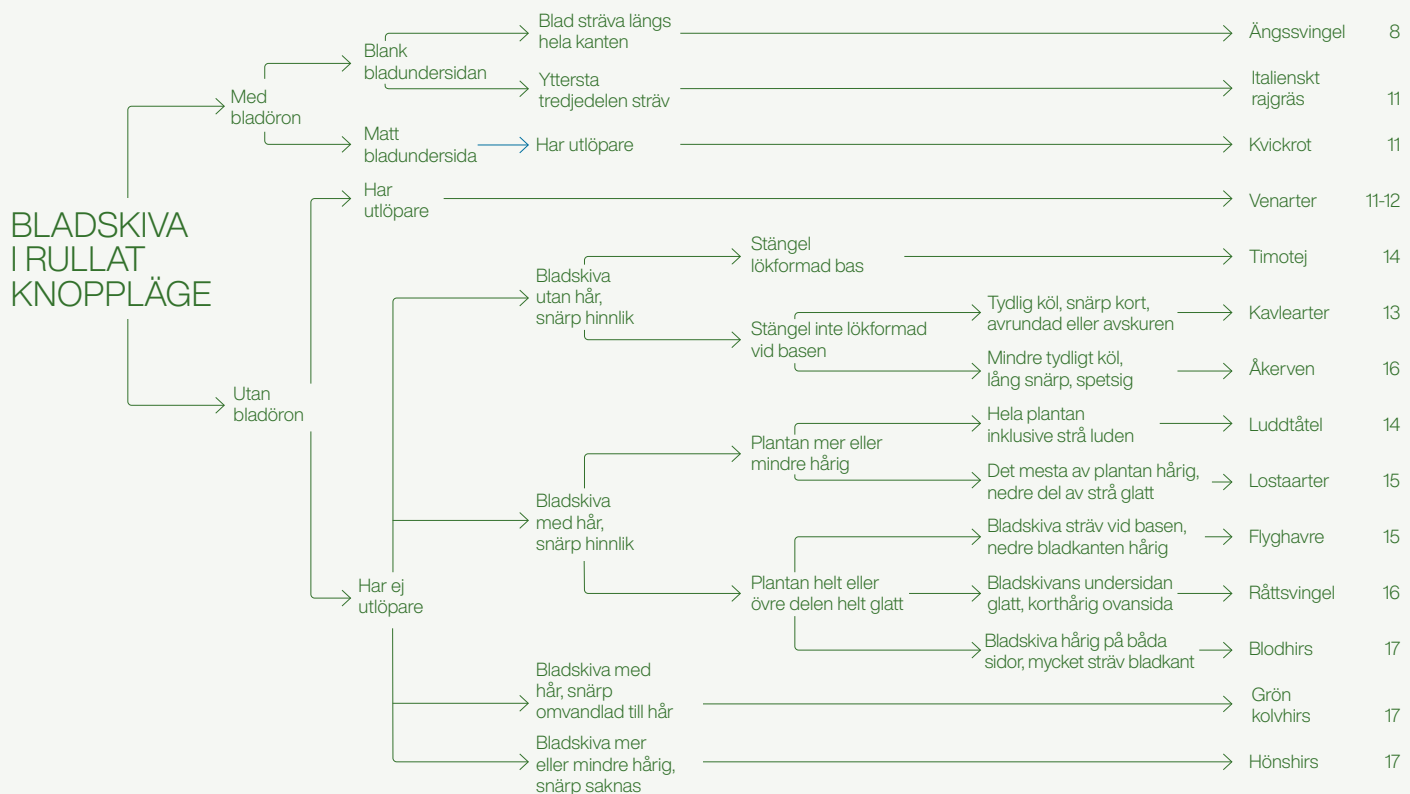 BLADSKIVA
I RULLAT
KNOPPLÄGE
Med
bladöron
Blank
bladundersidan
Blad sträva längs
hela kanten
Ängssvingel 8
Yttersta
tredjedelen sträv
Italienskt
rajgräs 11
Matt
bladundersida
Har utlöpare
Kvickrot 11
Utan
bladöron
Har
utlöpare
Venarter 11-12
Har ej
utlöpare
Bladskiva
utan hår,
snärp hinnlik
Stängel
lökformad bas
Timotej 14
Stängel inte lökformad
vid basen
Tydlig köl, snärp kort,
avrundad eller avskuren
Kavlearter 13
Mindre tydligt köl,
lång snärp, spetsig
Åkerven 16
Bladskiva
med hår,
snärp hinnlik
Plantan mer eller
mindre hårig
Hela plantan
inklusive strå luden
Luddtåtel 14
Det mesta av plantan hårig,
nedre del av strå glatt
Lostaarter 15
Plantan helt eller
övre delen helt glatt
Bladskiva sträv vid basen,
nedre bladkanten hårig
Flyghavre 15
Bladskivans undersidan
glatt, korthårig ovansida
Råttsvingel 16
Bladskiva hårig på båda
sidor, mycket sträv bladkant
Blodhirs 17
Bladskiva med
hår, snärp
omvandlad till hår
Grön
kolvhirs 17
Bladskiva mer
eller mindre hårig,
snärp saknas
Hönshirs 17